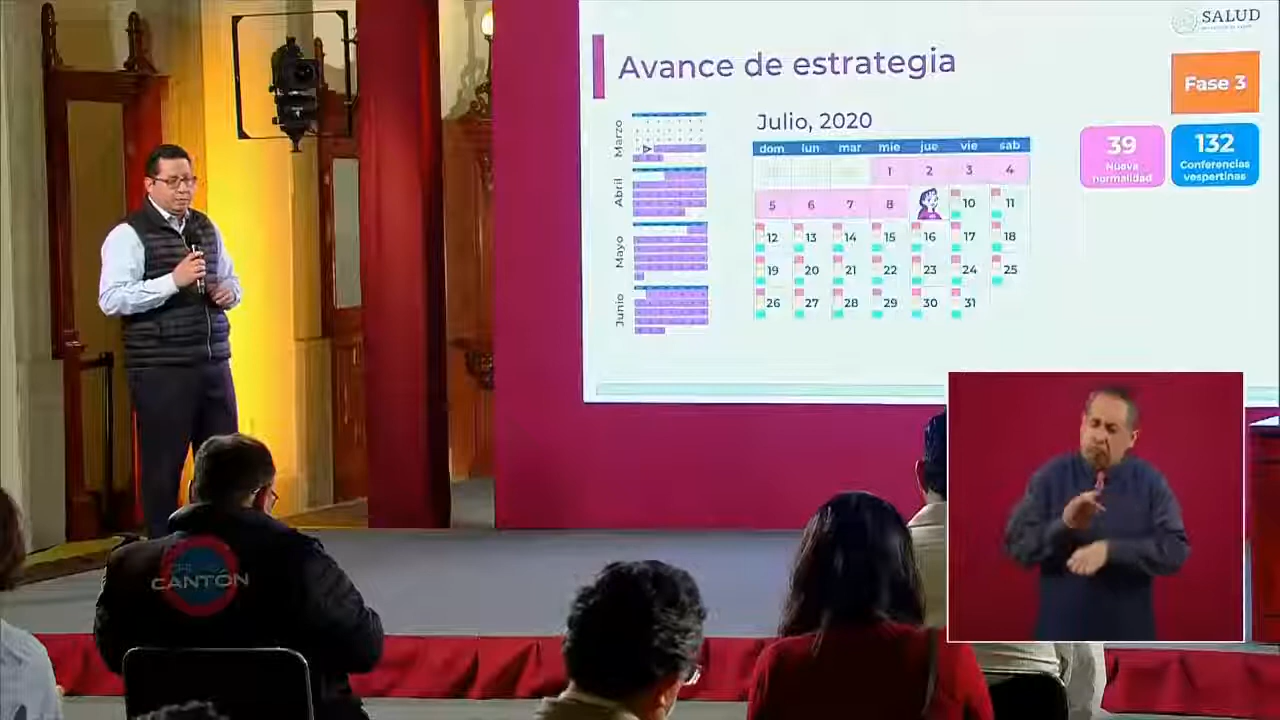 SALUD
Avance de estrategia
Fase 3
Marzo
Abril
Mayo
Junio
Julio, 2020
dom lun mar mie jue vie sab
1 2 3 4
5 6 7 8 10 11
12 13 14 15 16 17 18
19 20 21 22 23 24 25
26 27 28 29 30 31
39
Nueva
normalidad
132
Conferencias
vespertinas
CANTÓN